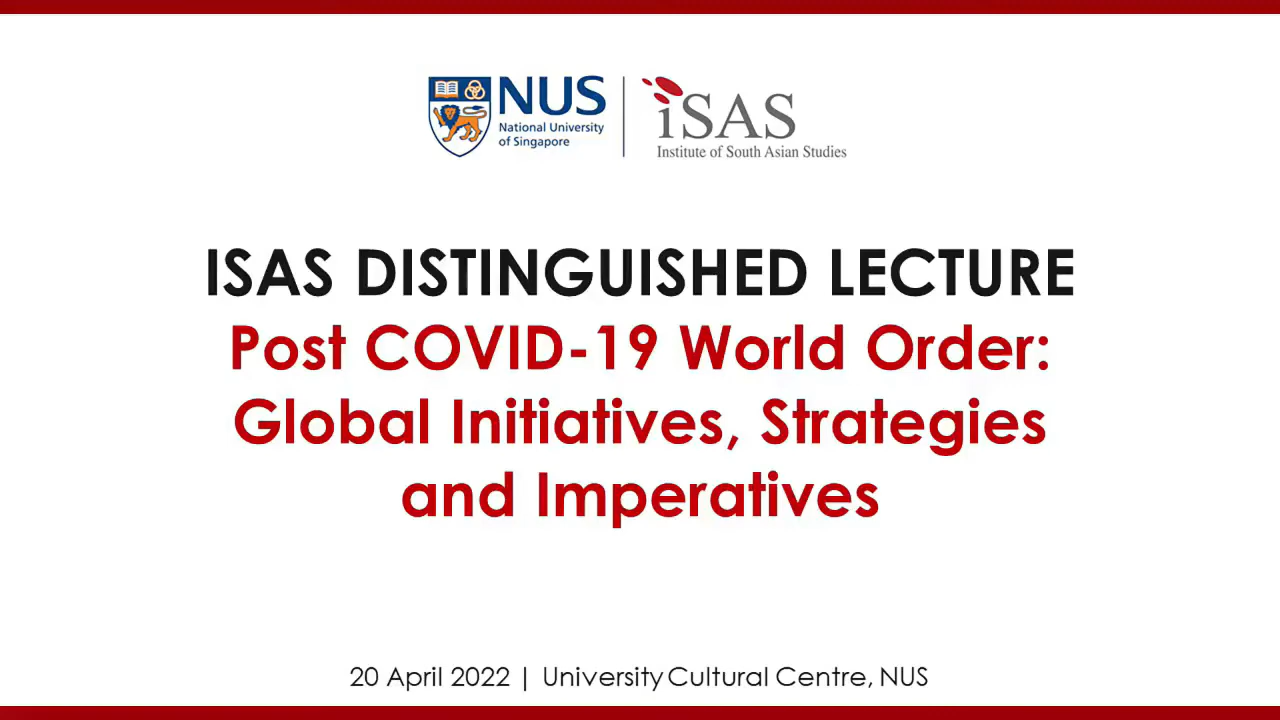 NUS
National University
of Singapore
iSAS
Institute of South Asian Studies
ISAS DISTINGUISHED LECTURE
Post COVID-19 World Order:
Global Initiatives, Strategies
and Imperatives
20 April 2022 | University Cultural Centre, NUS